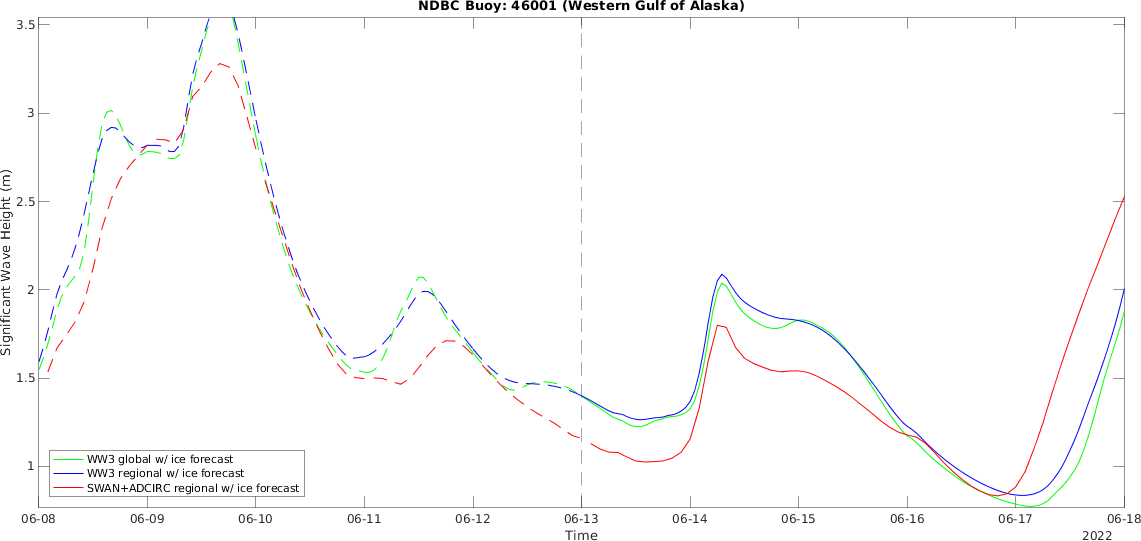 NDBC Buoy: 46001 (Western Gulf of Alaska)
Significant Wave Height (m)
3.5
3
2.5
2
1.5
1
WW3 global w/ ice forecast
WW3 regional w/ ice forecast
SWAN+ADCIRC regional w/ ice forecast
06-08 06-09 06-10 06-11 06-12 06-13 06-14 06-15 06-16 06-17 06-18
Time
2022